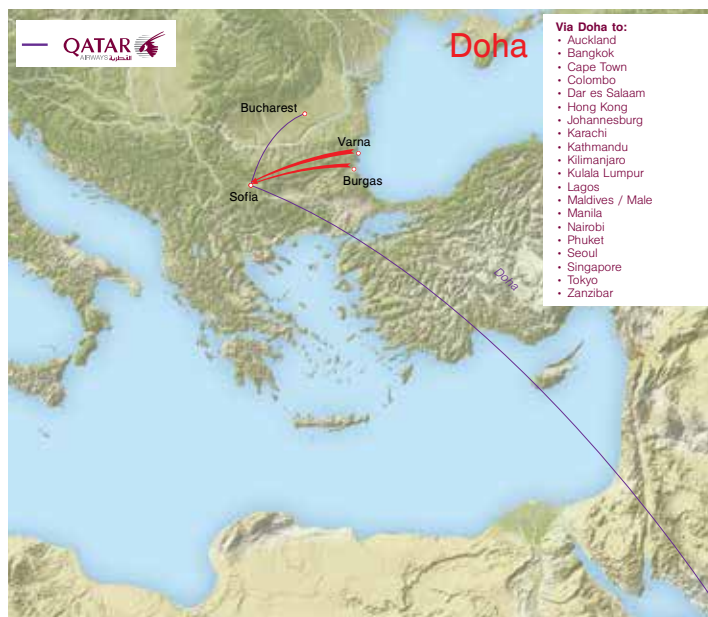 QATAR
AIRWAYS القطرية
Doha
Via Doha to:
• Auckland
• Bangkok
• Cape Town
• Colombo
• Dar es Salaam
• Hong Kong
• Johannesburg
• Karachi
• Kathmandu
• Kilimanjaro
• Kulala Lumpur
• Lagos
• Maldives / Male
• Manila
• Nairobi
• Phuket
• Seoul
• Singapore
• Tokyo
• Zanzibar
Bucharest
Varna
Burgas
Sofia
Doha